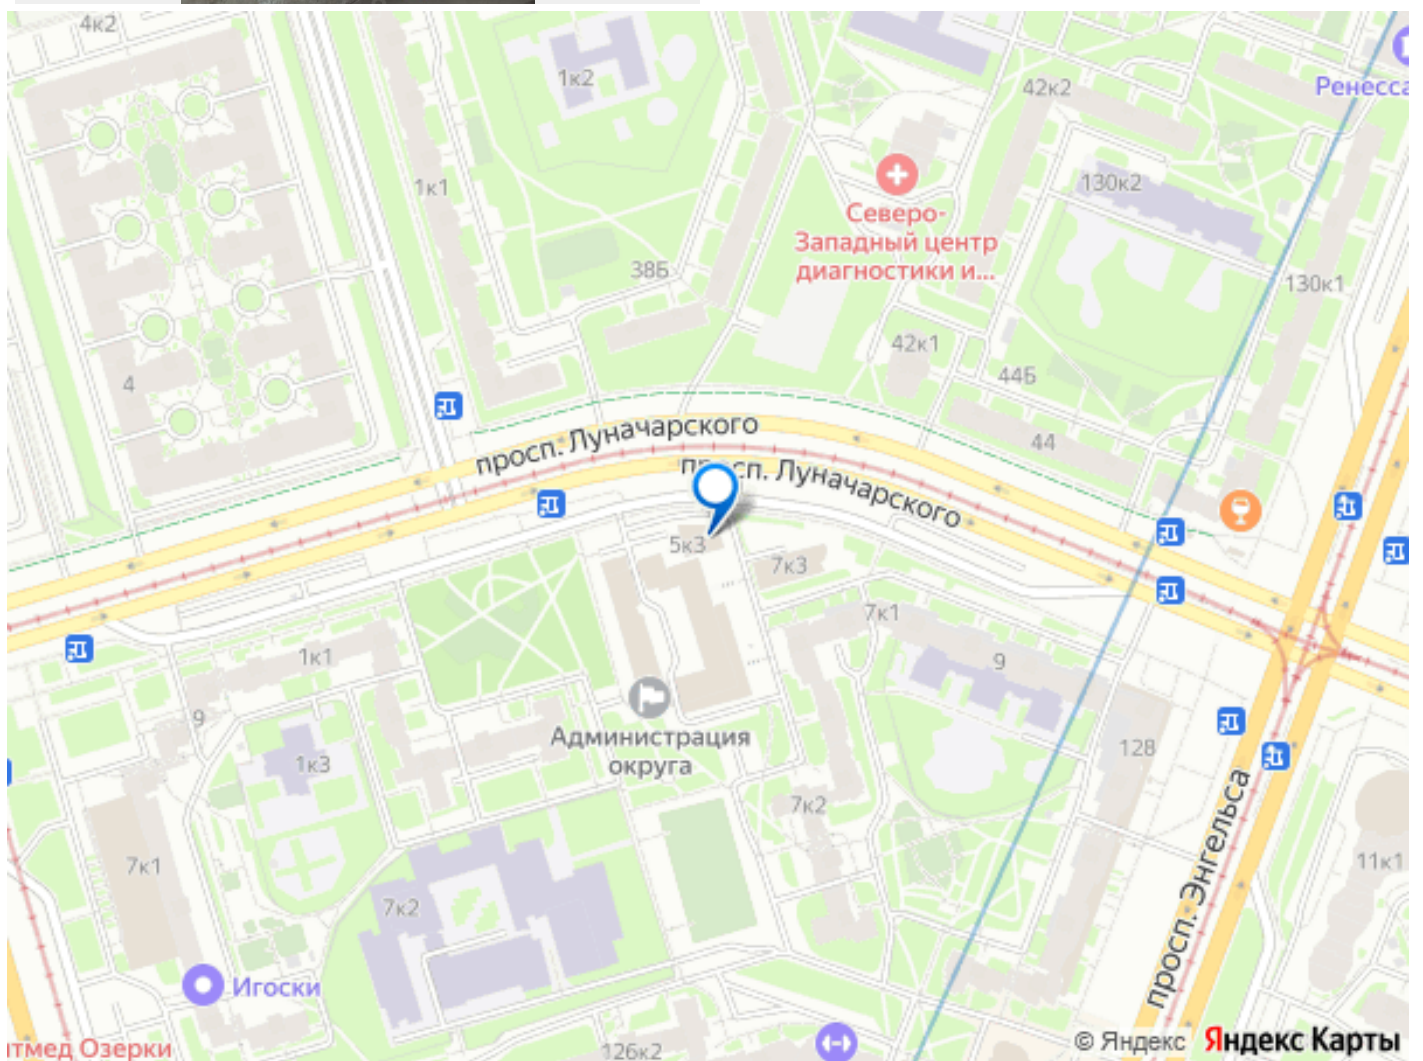 4к2
1к2
42к2
Ренесса
1к1
130к2
Северо-
Западный центр
диагностики и...
38Б
130к1
42к1
44Б
4
просп. Луначарского
44
просп. Луначарского
5к3
7к3
7к1
1к1
9
9
Администрация
округа
128
1к3
7к2
просп. Энгельса
7к1
11к1
7к2
Игоски
тмед Озерки
126к2
© Яндекс Яндекс Карты